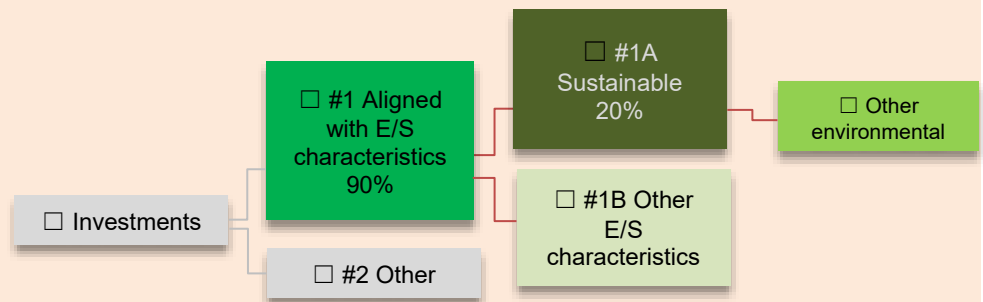 ☐ Investments
☐ #1 Aligned
with E/S
characteristics
90%
☐ #2 Other
☐ #1A
Sustainable
20%
☐ #1B Other
E/S
characteristics
☐ Other
environmental